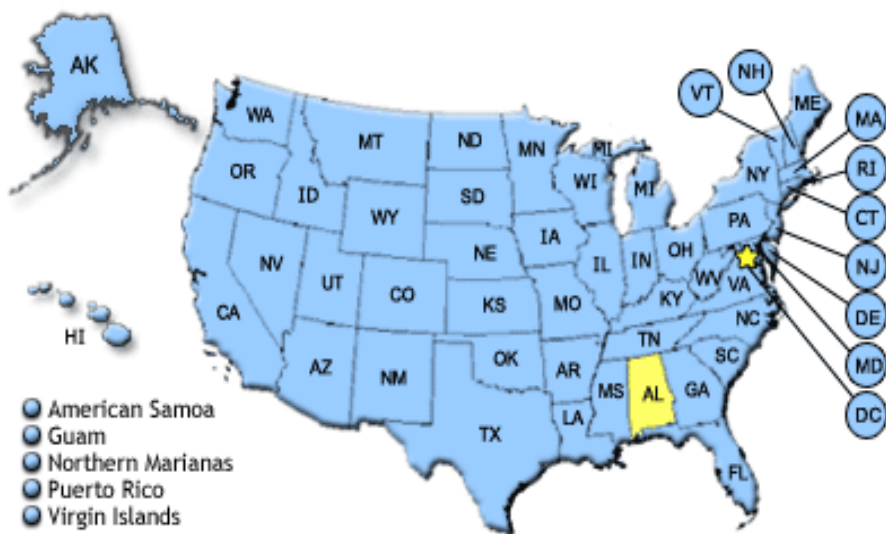 AK
WA
MT
ND
MN
MI
ME
VT
NH
MA
RI
CT
NJ
DE
MD
DC
OR
ID
WY
SD
WI
MI
NY
PA
NV
UT
CO
NE
IA
IL
IN
OH
WV
VA
CA
KS
MO
KY
NC
TN
AZ
NM
OK
AR
SC
MS
AL
GA
TX
LA
FL
HI
American Samoa
Guam
Northern Marianas
Puerto Rico
Virgin Islands